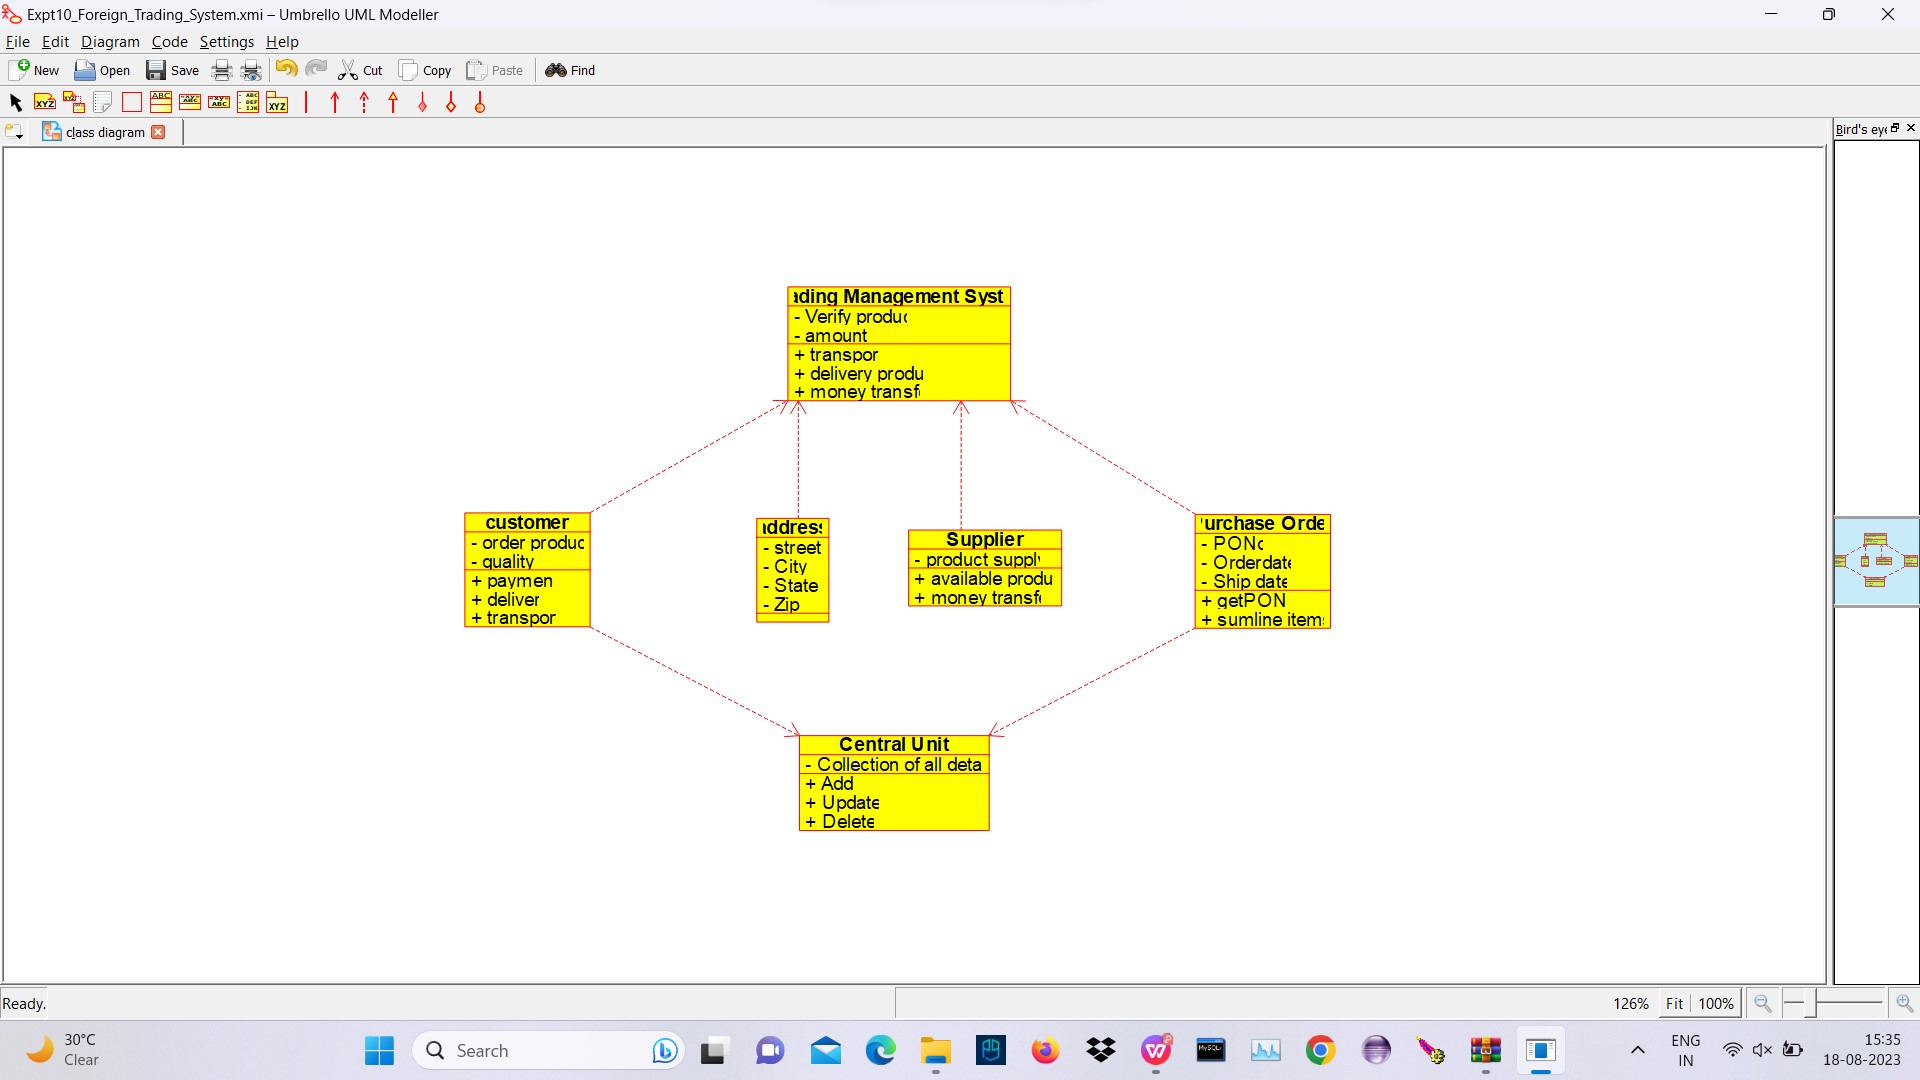 Expt10_Foreign_Trading_System.xmi – Umbrello UML Modeller
File Edit Diagram Code Settings Help
New Open Save Cut Copy Paste Find
class diagram
Bird's eye
ading Management Syst
- Verify produc
- amount
+ transpor
+ delivery produ
+ money transf
customer
- order produc
- quality
+ paymen
+ deliver
+ transpor
address
- street
- City
- State
- Zip
Supplier
- product suppl
+ available produ
+ money transf
Purchase Orde
- PONo
- Orderdate
- Ship date
+ getPON
+ sumline items
Central Unit
- Collection of all deta
+ Add
+ Update
+ Delete
Ready.
126% Fit 100%
30°C
Clear
Search
ENG
IN
15:35
18-08-2023